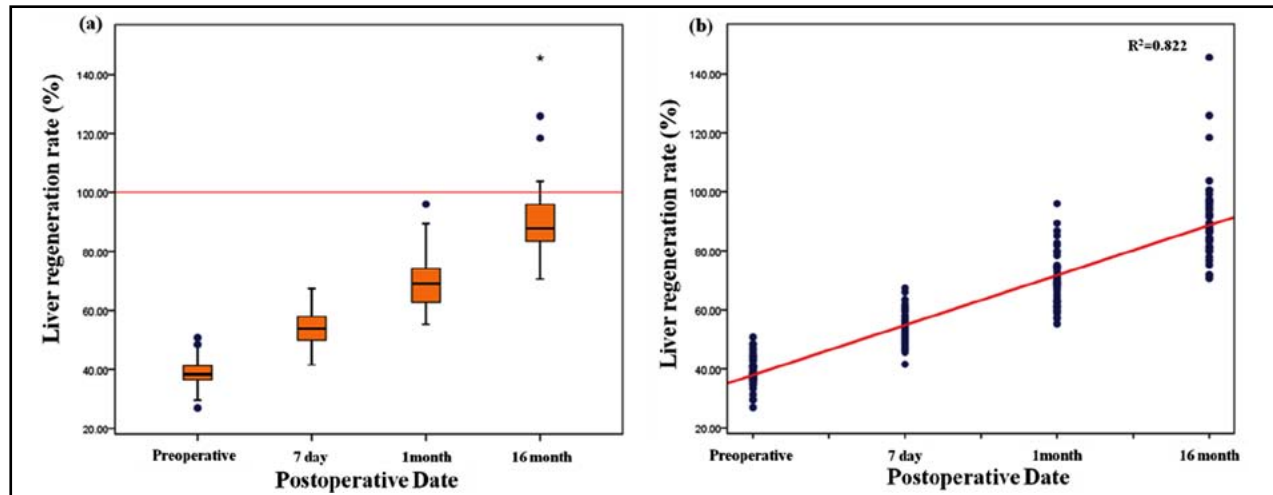 (a)
Liver regeneration rate (%)
140.00
120.00
100.00
80.00
60.00
40.00
20.00
*
Preoperative 7 day 1month 16 month
Postoperative Date
(b)
R²=0.822
Liver regeneration rate (%)
140.00
120.00
100.00
80.00
60.00
40.00
20.00
Preoperative 7 day 1month 16 month
Postoperative Date